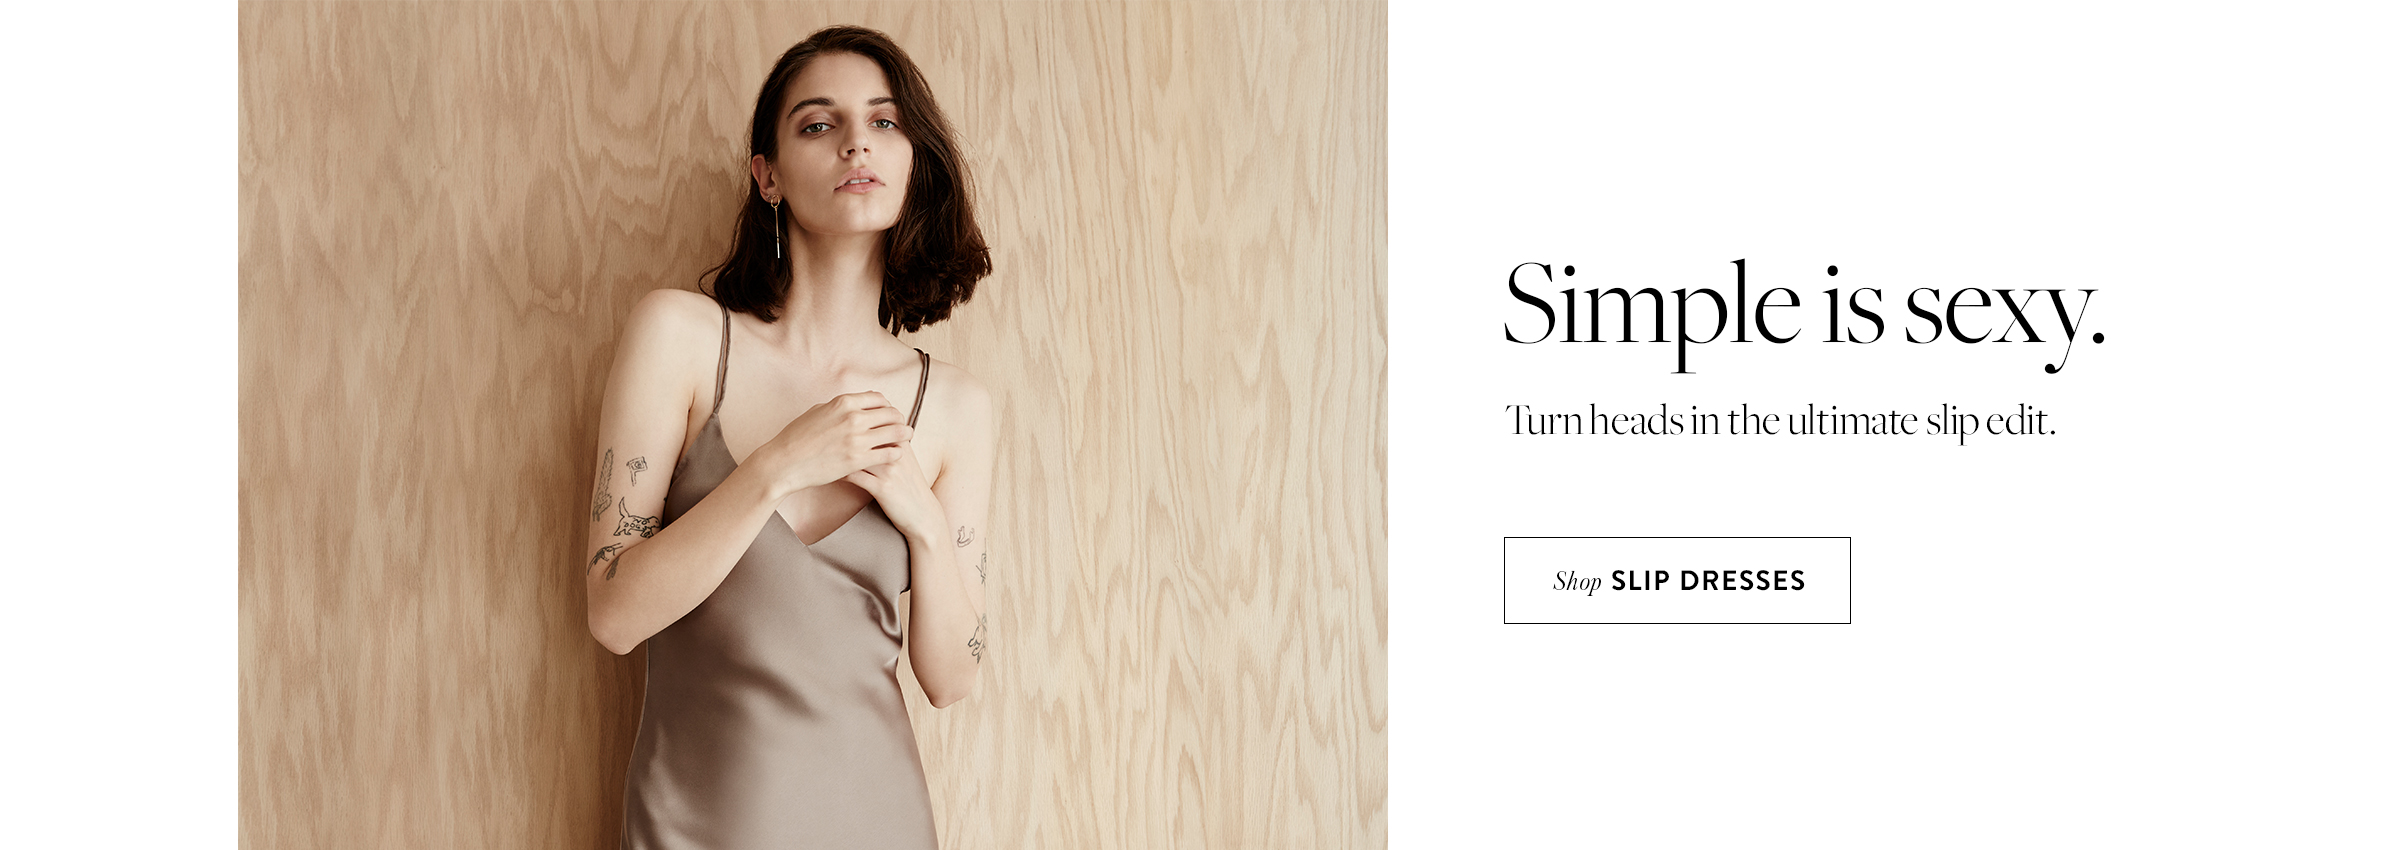 Simple is sexy.
Turn heads in the ultimate slip edit.
Shop SLIP DRESSES